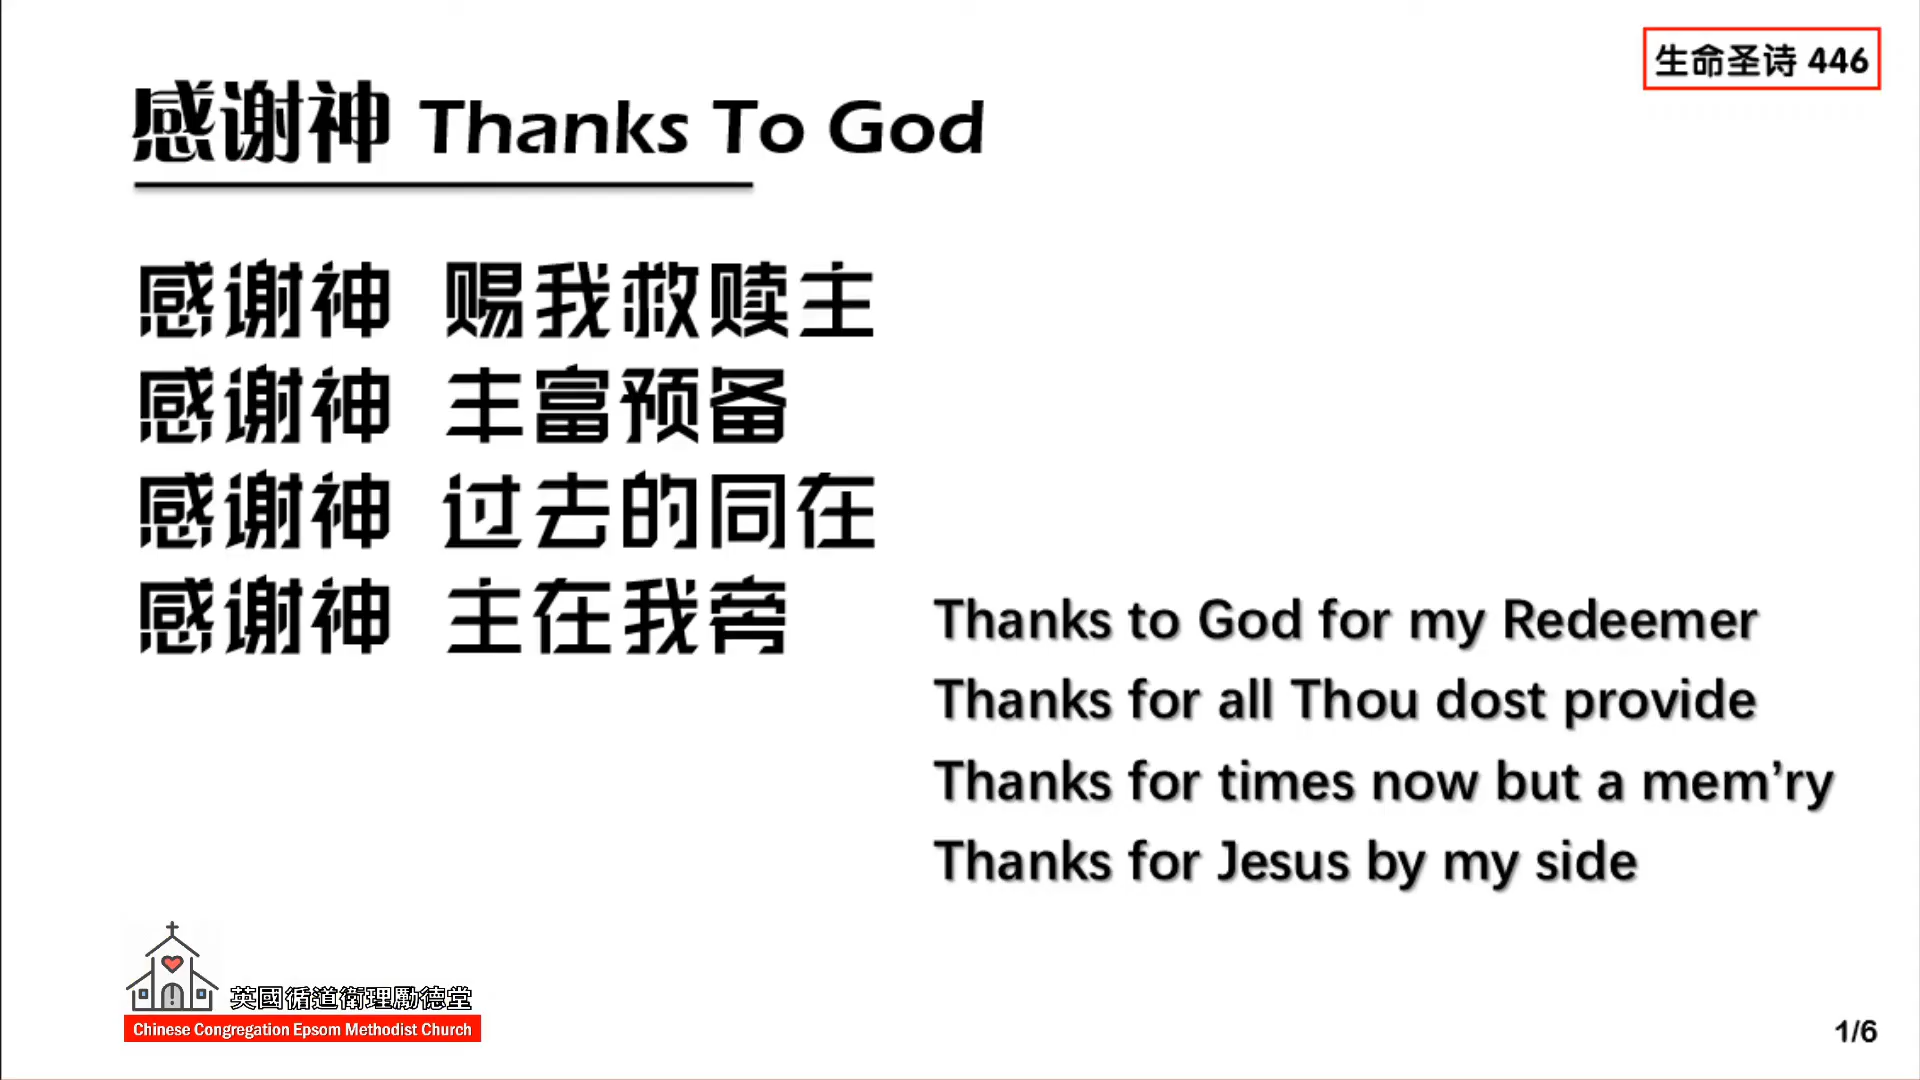 生命圣诗 446
感谢神 Thanks To God
感谢神 赐我救赎主
感谢神 丰富预备
感谢神 过去的同在
感谢神 主在我旁
Thanks to God for my Redeemer
Thanks for all Thou dost provide
Thanks for times now but a mem’ry
Thanks for Jesus by my side
英國循道衛理勵德堂
Chinese Congregation Epsom Methodist Church
1/6